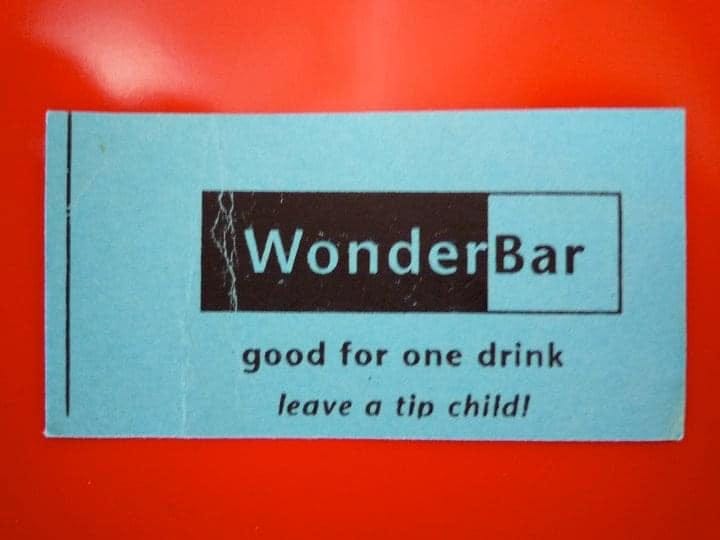 WonderBar
good for one drink
leave a tip child!